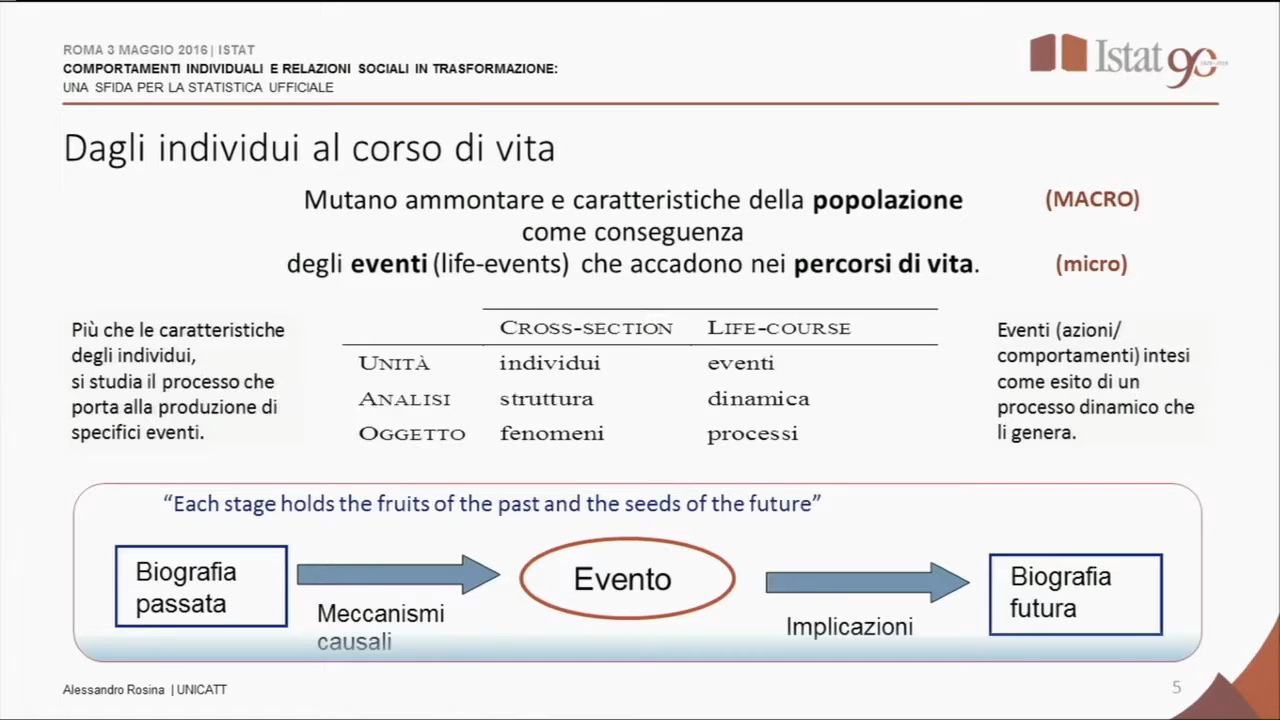 ROMA 3 MAGGIO 2016| ISTAT
COMPORTAMENTI INDIVIDUALI E RELAZIONI SOCIALI IN TRASFORMAZIONE:
UNA SFIDA PER LA STATISTICA UFFICIALE
Istat 90
Dagli individui al corso di vita
Mutano ammontare e caratteristiche della popolazione (MACRO)
come conseguenza
degli eventi (life-events) che accadono nei percorsi di vita. (micro)
Più che le caratteristiche
degli individui,
si studia il processo che
porta alla produzione di
specifici eventi.
CROSS-SECTION LIFE-COURSE
UNITÀ individui eventi
ANALISI struttura dinamica
OGGETTO fenomeni processi
Eventi (azioni/
comportamenti) intesi
come esito di un
processo dinamico che
li genera.
“Each stage holds the fruits of the past and the seeds of the future”
Biografia
passata
Meccanismi
causali
Evento
Implicazioni
Biografia
futura
Alessandro Rosina | UNICATT
5